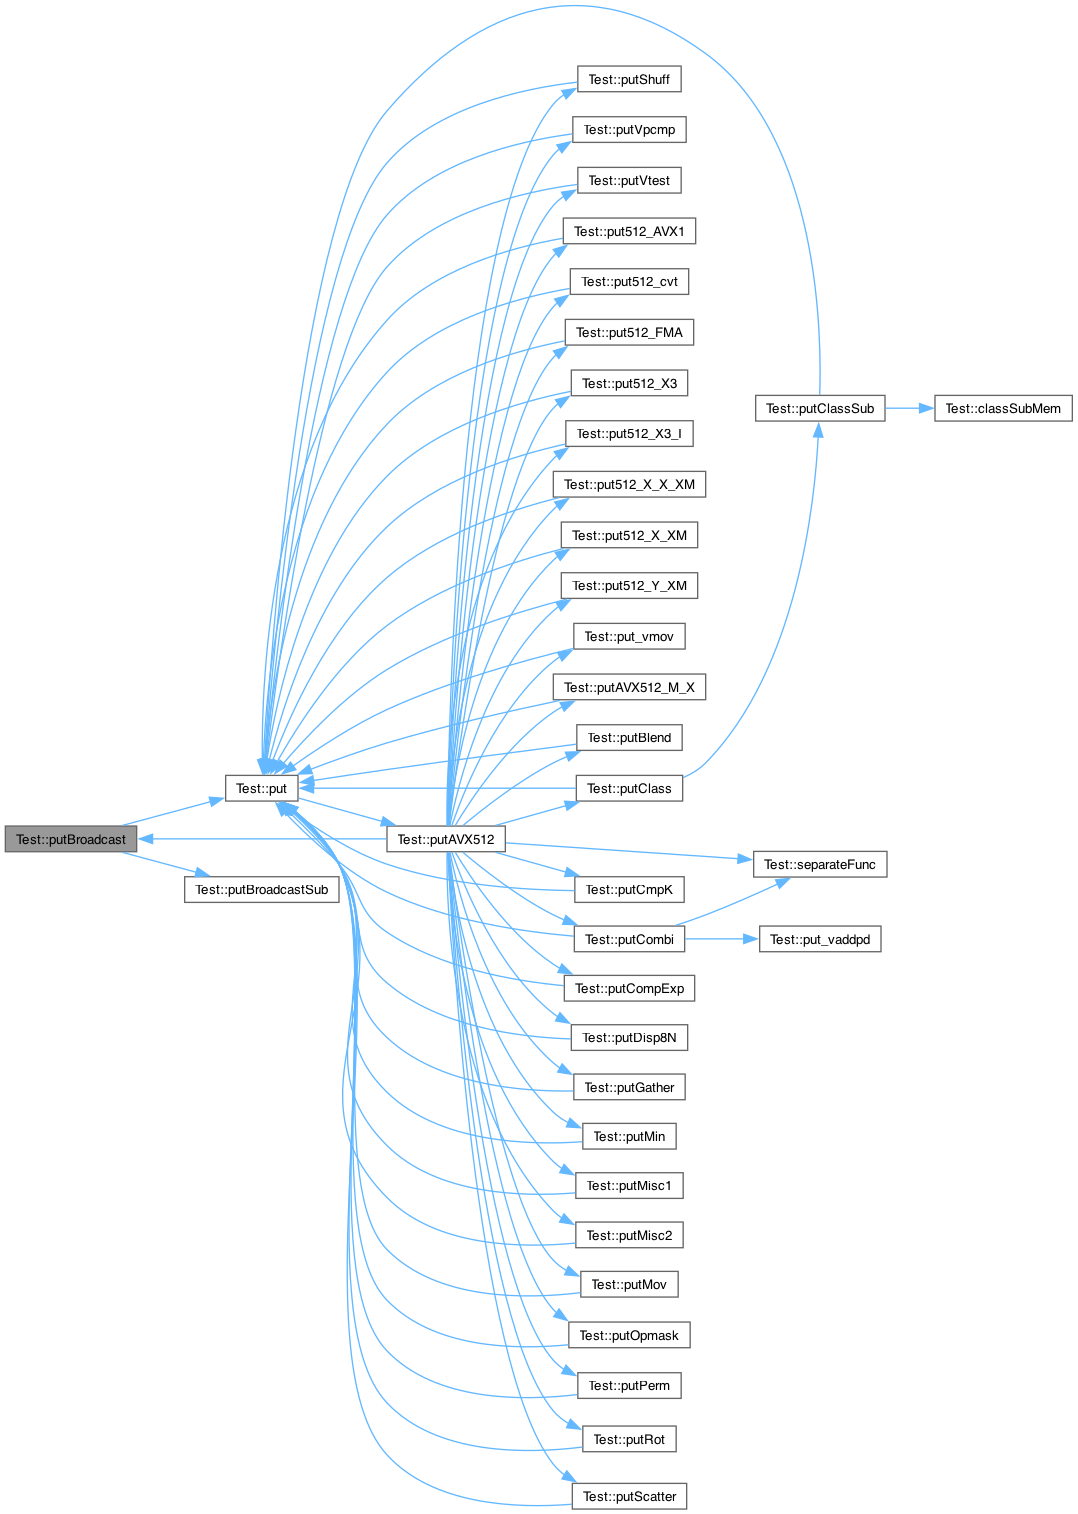 Test::putShuff
Test::putVpcmp
Test::putVtest
Test::put512_AVX1
Test::put512_cvt
Test::put512_FMA
Test::put512_X3
Test::putClassSub
Test::classSubMem
Test::put512_X3_I
Test::put512_X_X_XM
Test::put512_X_XM
Test::put512_Y_XM
Test::put_vmov
Test::putAVX512_M_X
Test::putBlend
Test::put
Test::putClass
Test::putBroadcast
Test::putAVX512
Test::separateFunc
Test::putBroadcastSub
Test::putCmpK
Test::putCombi
Test::put_vaddpd
Test::putCompExp
Test::putDisp8N
Test::putGather
Test::putMin
Test::putMisc1
Test::putMisc2
Test::putMov
Test::putOpmask
Test::putPerm
Test::putRot
Test::putScatter